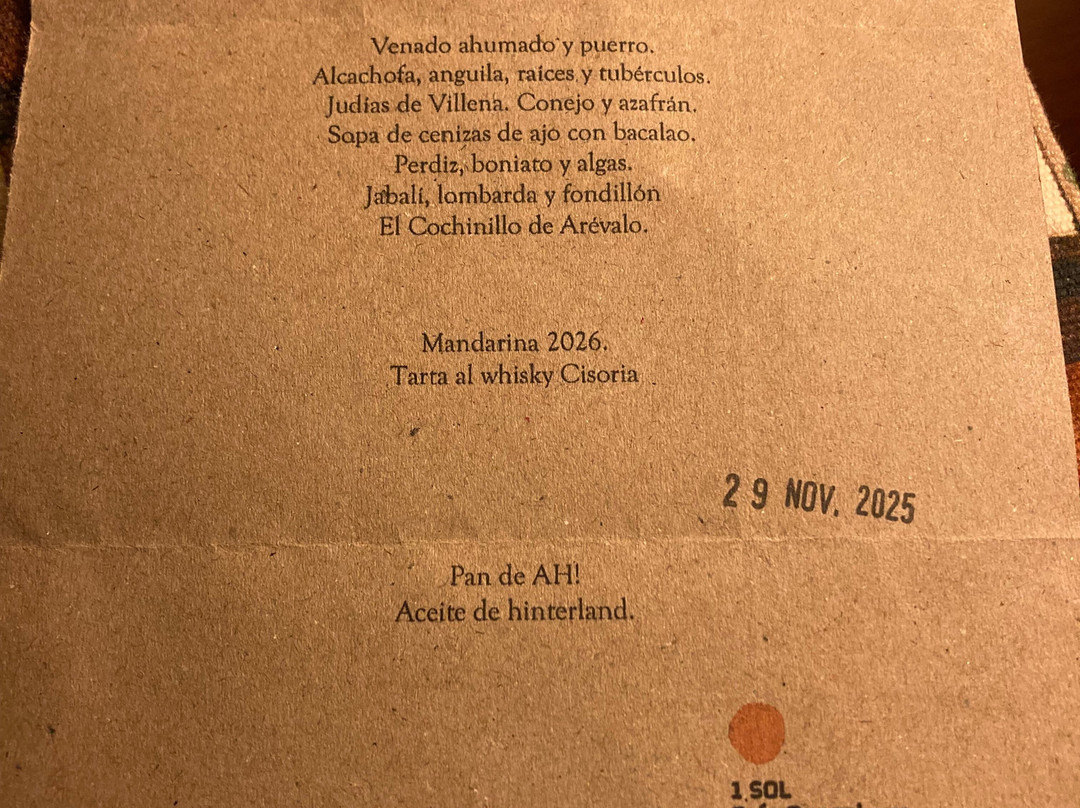 Venado ahumado y puerro.
Alcachofa, anguila, raíces y tubérculos.
Judías de Villena. Conejo y azafrán.
Sopa de cenizas de ajo con bacalao.
Perdiz, boniato y algas.
Jabalí, lombarda y fondillón
El Cochinillo de Arévalo.
Mandarina 2026.
Tarta al whisky Cisoria
29 NOV. 2025
Pan de AH!
Aceite de hinterland.
1 SOL